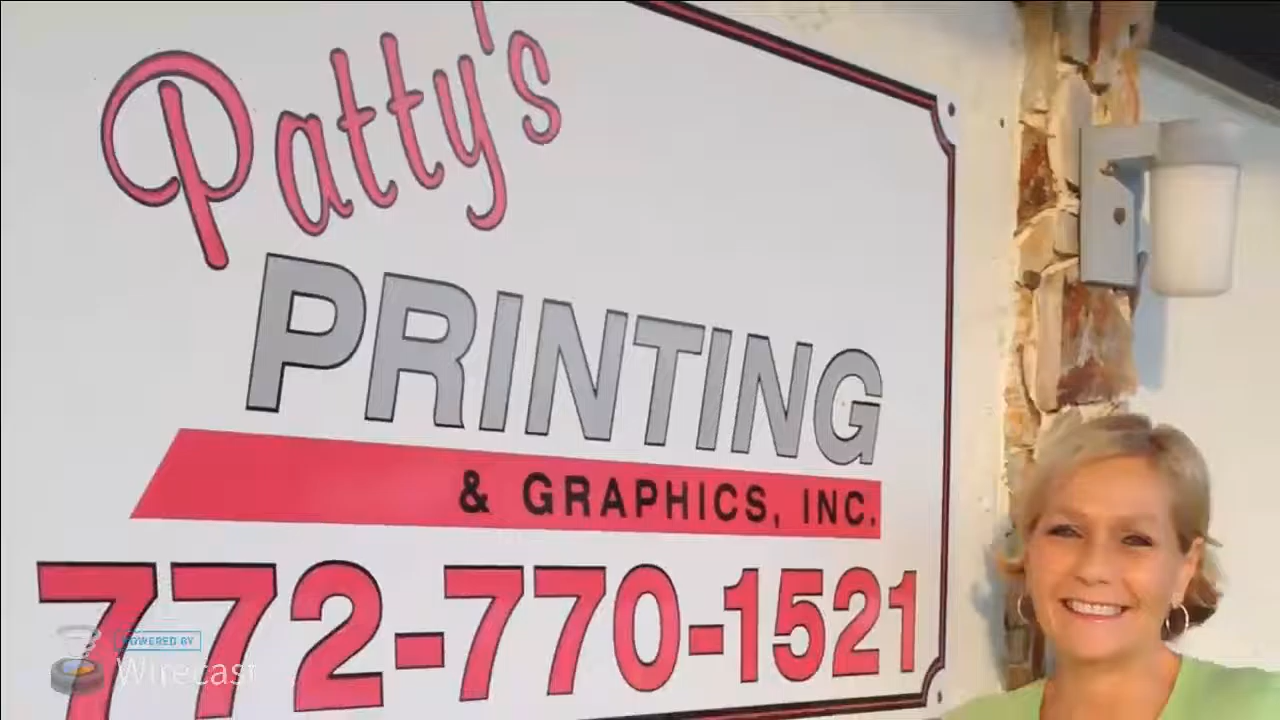 Patty's
PRINTING
& GRAPHICS, INC.
772-770-1521
POWERED BY
Wirecast